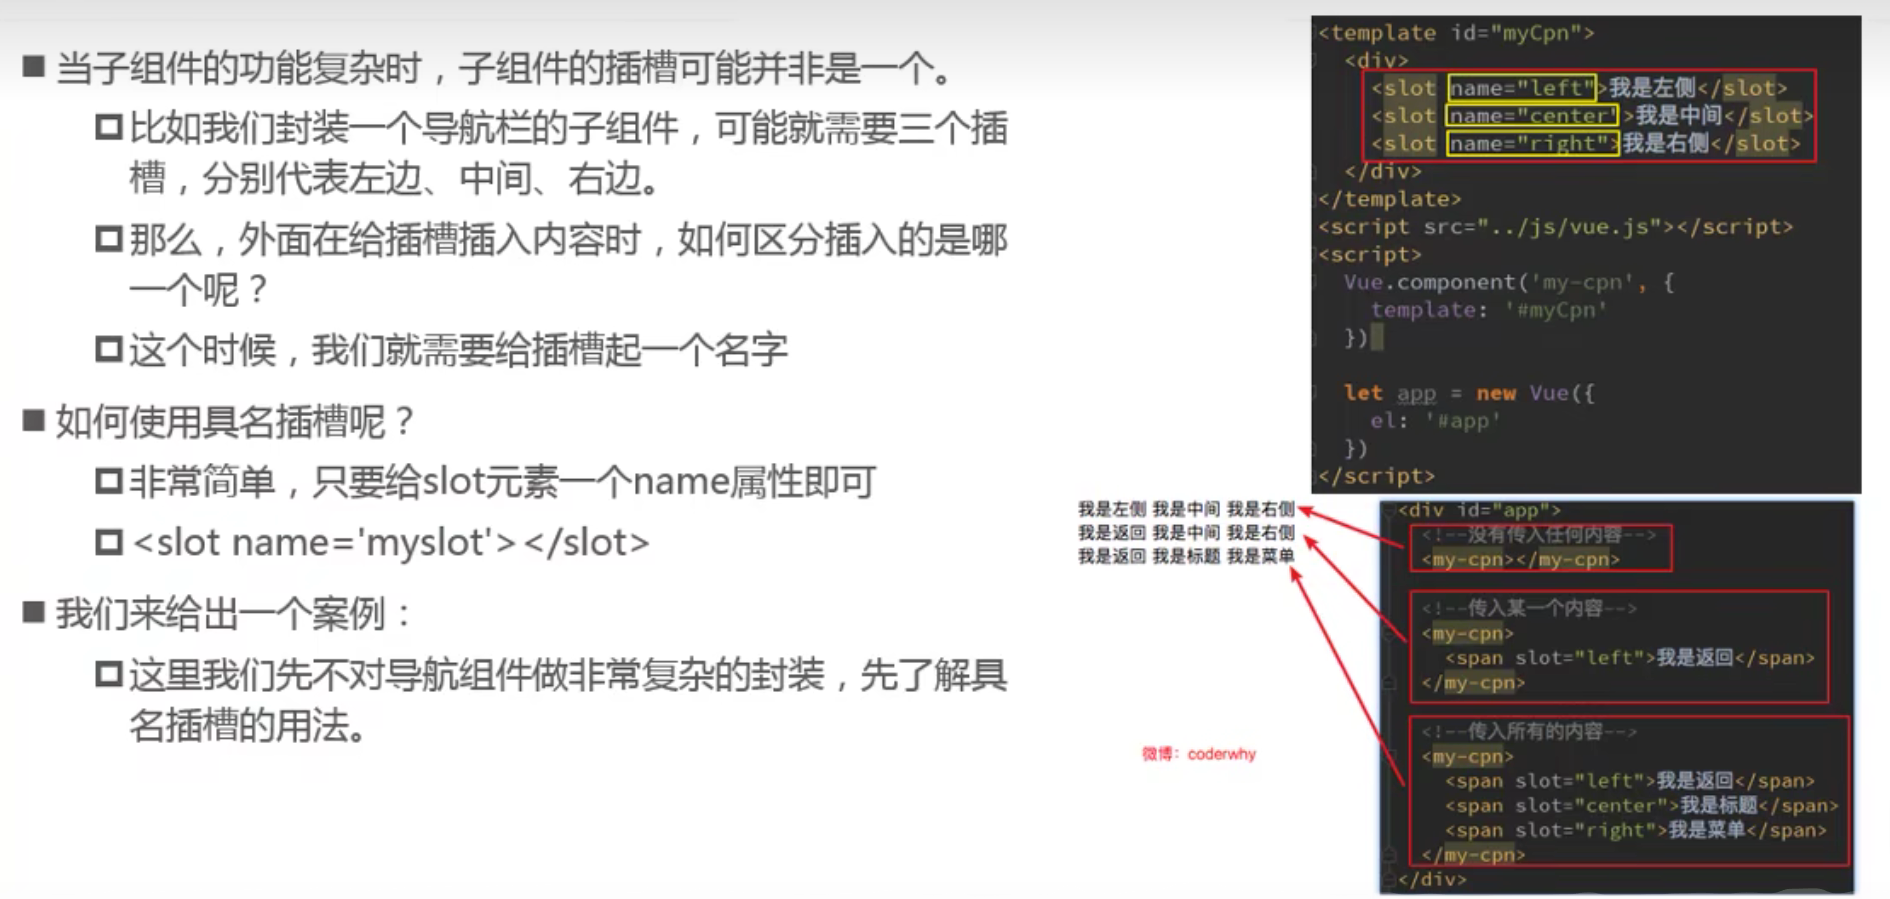 ■ 当子组件的功能复杂时，子组件的插槽可能并非是一个。
比如我们封装一个导航栏的子组件，可能就需要三个插
槽，分别代表左边、中间、右边。
那么，外面在给插槽插入内容时，如何区分插入的是哪
一个呢？
这个时候，我们就需要给插槽起一个名字
■ 如何使用具名插槽呢？
非常简单，只要给slot元素一个name属性即可
<slot name='myslot'></slot>
■ 我们来给出一个案例：
这里我们先不对导航组件做非常复杂的封装，先了解具
名插槽的用法。
<template id="myCpn">
<div>
<slot name="left">我是左侧</slot>
<slot name="center">我是中间</slot>
<slot name="right">我是右侧</slot>
</div>
</template>
<script src="../js/vue.js"></script>
<script>
Vue.component('my-cpn', {
template: '#myCpn'
})
let app = new Vue({
el: '#app'
})
</script>
我是左侧 我是中间 我是右侧
我是返回 我是中间 我是右侧
我是返回 我是标题 我是菜单
微博：coderwhy
<div id="app">
<!--没有传入任何内容-->
<my-cpn></my-cpn>
<!--传入某一个内容-->
<my-cpn>
<span slot="left">我是返回</span>
</my-cpn>
<!--传入所有的内容-->
<my-cpn>
<span slot="left">我是返回</span>
<span slot="center">我是标题</span>
<span slot="right">我是菜单</span>
</my-cpn>
</div>